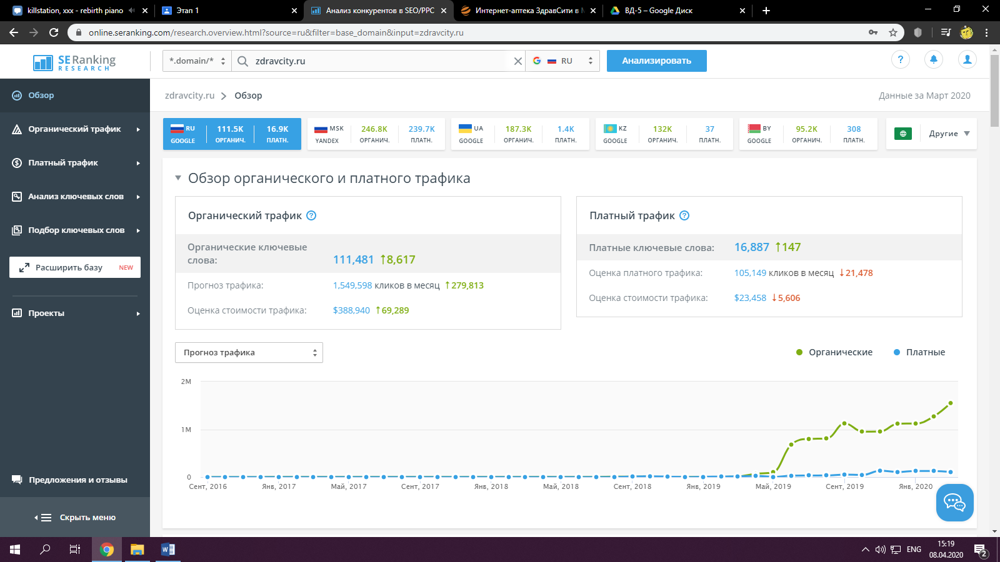 killstation, xxx - rebirth piano
Этап 1
Анализ конкурентов в SEO/PPC
Интернет-аптека ЗдравСити в М
ВД-5 – Google Диск
online.seranking.com/research.overview.html?source=ru&filter=base_domain&input=zdravcity.ru
SE Ranking
RESEARCH
*.domain/*
zdravcity.ru
RU
Анализировать
?
Обзор
Органический трафик
Платный трафик
Анализ ключевых слов
Подбор ключевых слов
Расширить базу NEW
Проекты
Предложения и отзывы
Скрыть меню
zdravcity.ru > Обзор
Данные за Март 2020
RU 111.5K 16.9K
GOOGLE ОРГАНИЧ. ПЛАТН.
MSK 246.8K 239.7K
YANDEX ОРГАНИЧ. ПЛАТН.
UA 187.3K 1.4K
GOOGLE ОРГАНИЧ. ПЛАТН.
KZ 132K 37
GOOGLE ОРГАНИЧ. ПЛАТН.
BY 95.2K 308
GOOGLE ОРГАНИЧ. ПЛАТН.
Другие
Обзор органического и платного трафика
Органический трафик ?
Органические ключевые
слова: 111,481 ↑8,617
Прогноз трафика: 1,549,598 кликов в месяц ↑279,813
Оценка стоимости трафика: $388,940 ↑69,289
Платный трафик ?
Платные ключевые слова: 16,887 ↑147
Оценка платного трафика: 105,149 кликов в месяц ↓21,478
Оценка стоимости трафика: $23,458 ↓5,606
Прогноз трафика
Органические Платные
2M
1M
0
Сент, 2016 Янв, 2017 Май, 2017 Сент, 2017 Янв, 2018 Май, 2018 Сент, 2018 Янв, 2019 Май, 2019 Сент, 2019 Янв, 2020
ENG
15:19
08.04.2020
2